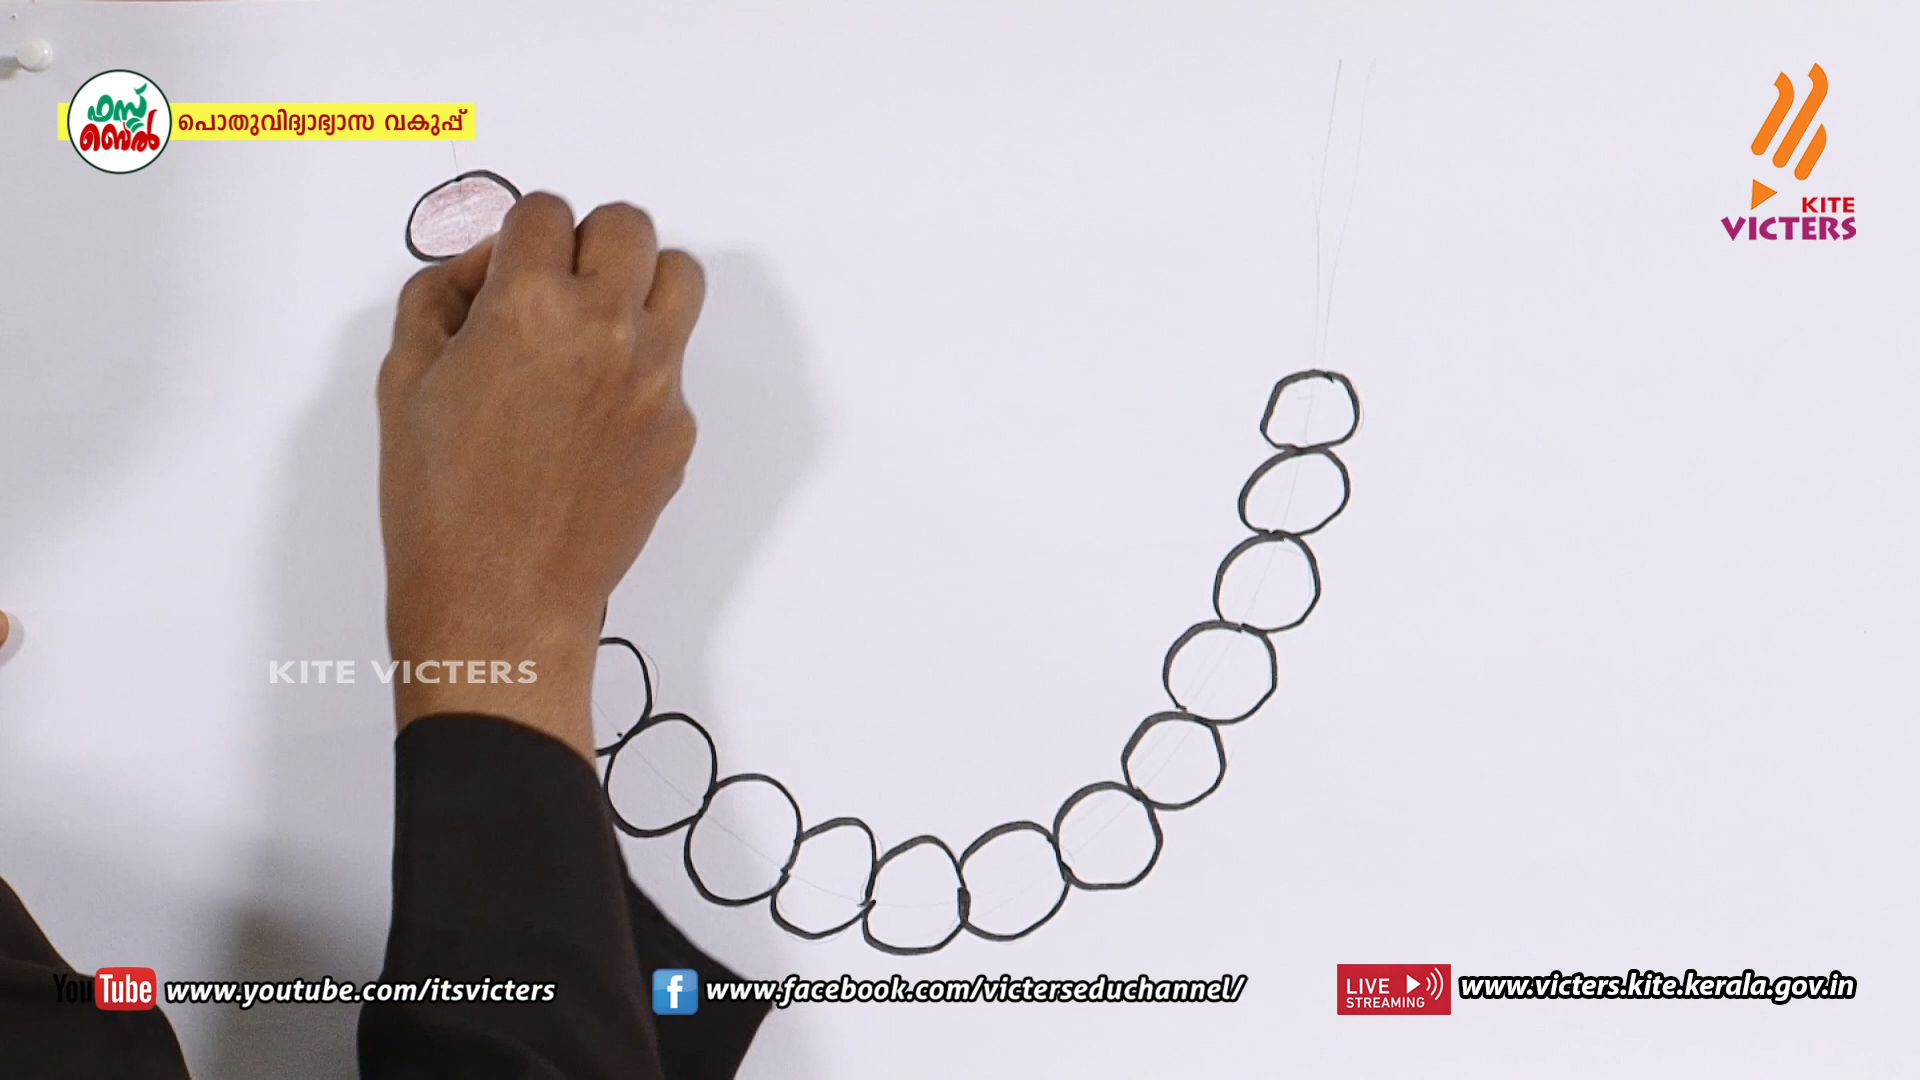 ഫസ്റ്റ്
ബെൽ
പൊതുവിദ്യാഭ്യാസ വകുപ്പ്
KITE
VICTERS
KITE VICTERS
YouTube www.youtube.com/itsvicters
f www.facebook.com/victerseduchannel/
LIVE STREAMING www.victers.kite.kerala.gov.in